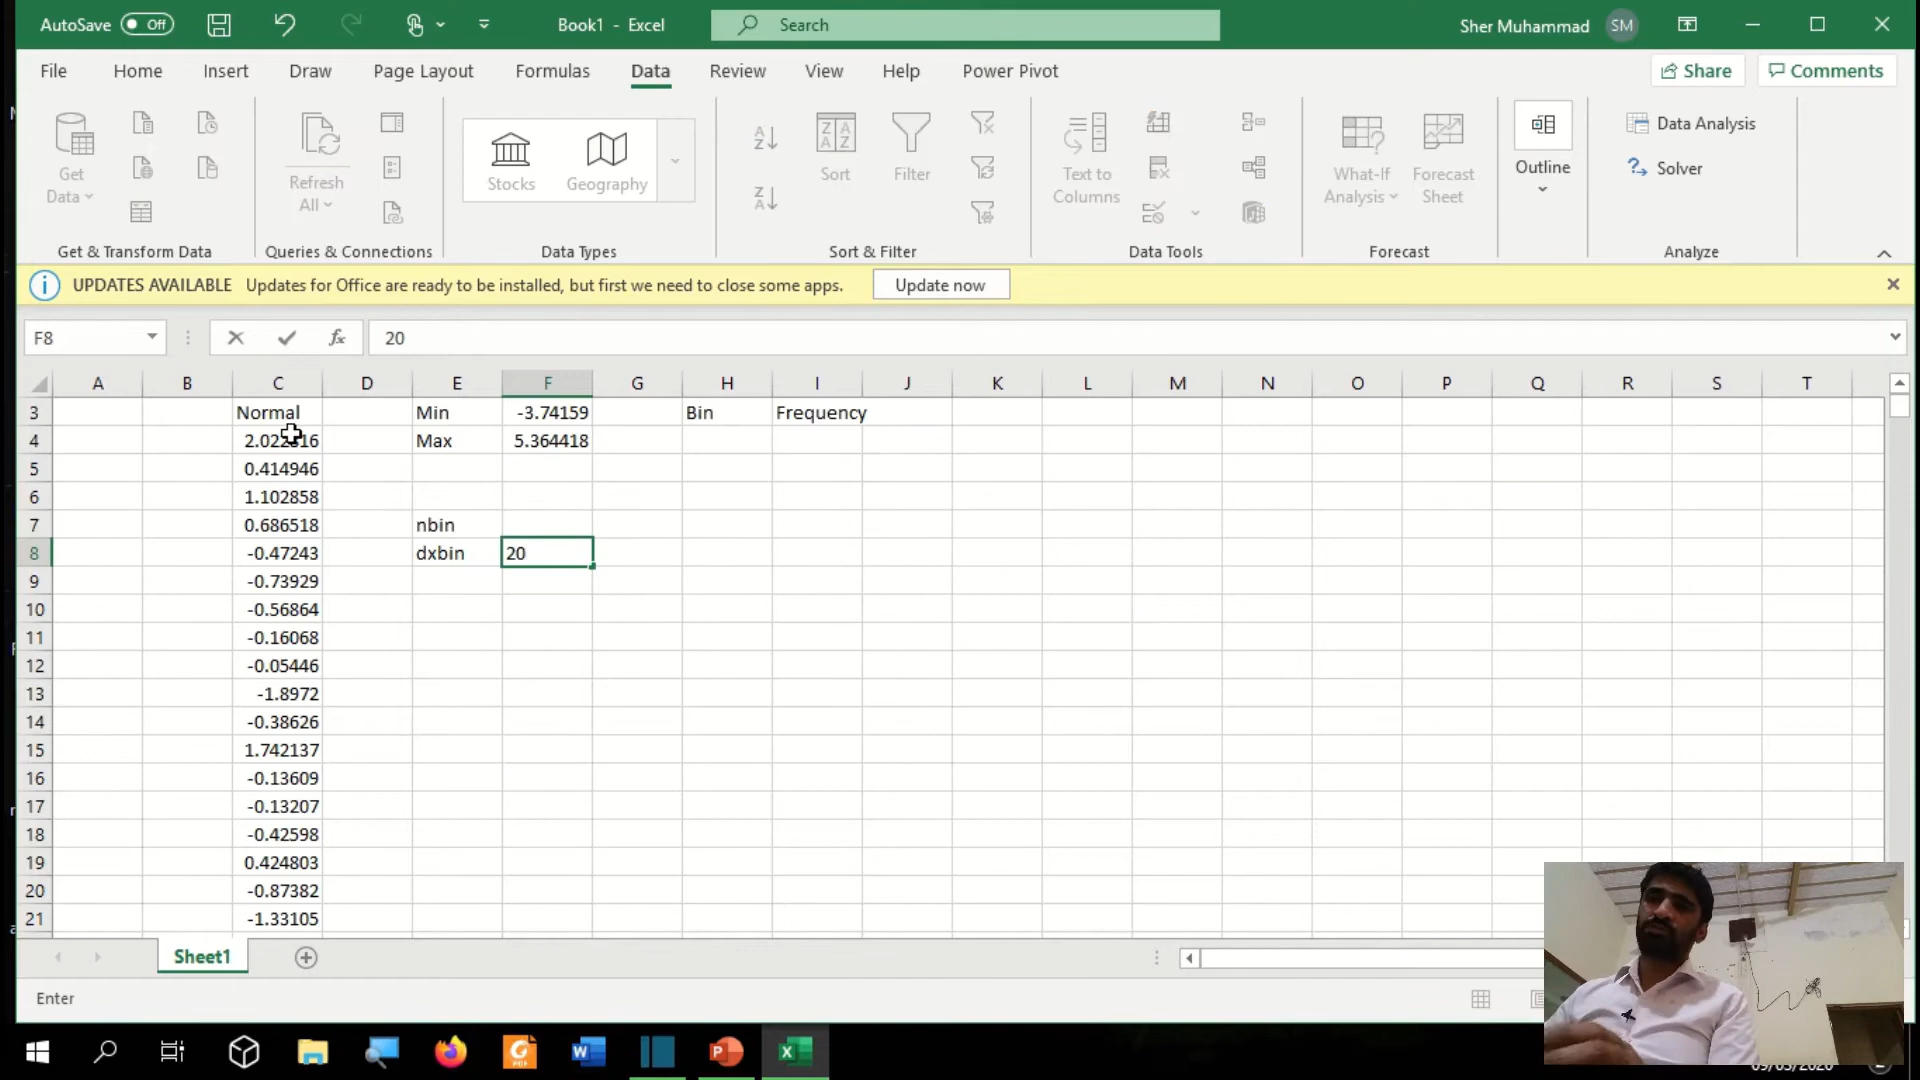 AutoSave Off Book1 - Excel Search Sher Muhammad SM
File Home Insert Draw Page Layout Formulas Data Review View Help Power Pivot Share Comments
Get Data
Refresh All
Stocks
Geography
Sort
Filter
Text to Columns
What-If Analysis
Forecast Sheet
Outline
Data Analysis
Solver
Get & Transform Data Queries & Connections Data Types Sort & Filter Data Tools Forecast Analyze
UPDATES AVAILABLE Updates for Office are ready to be installed, but first we need to close some apps. Update now
F8 fx 20
A B C D E F G H I J K L M N O P Q R S T
3 Normal Min -3.74159 Bin Frequency
4 Max 5.364418
5 0.414946
6 1.102858
7 0.686518 nbin
8 -0.47243 dxbin 20
9 -0.73929
10 -0.56864
11 -0.16068
12 -0.05446
13 -1.8972
14 -0.38626
15 1.742137
16 -0.13609
17 -0.13207
18 -0.42598
19 0.424803
20 -0.87382
21 -1.33105
Sheet1
Enter